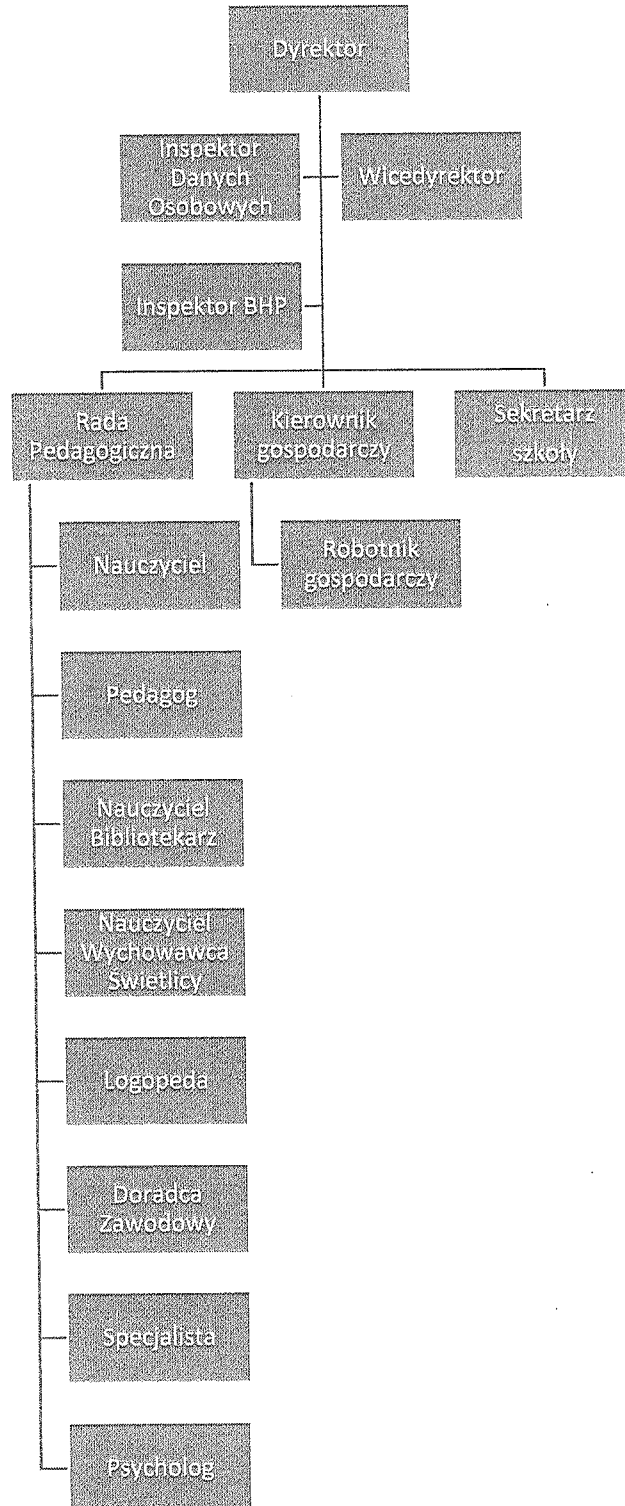 Dyrektor
Inspektor
Danych
Osobowych
Wicedyrektor
Inspektor BHP
Rada
Pedagogiczna
Kierownik
gospodarczy
Sekretarz
szkoły
Nauczyciel
Robotnik
gospodarczy
Pedagog
Nauczyciel
Bibliotekarz
Nauczyciel
Wychowawca
Świetlicy
Logopeda
Doradca
Zawodowy
Specjalista
Psycholog